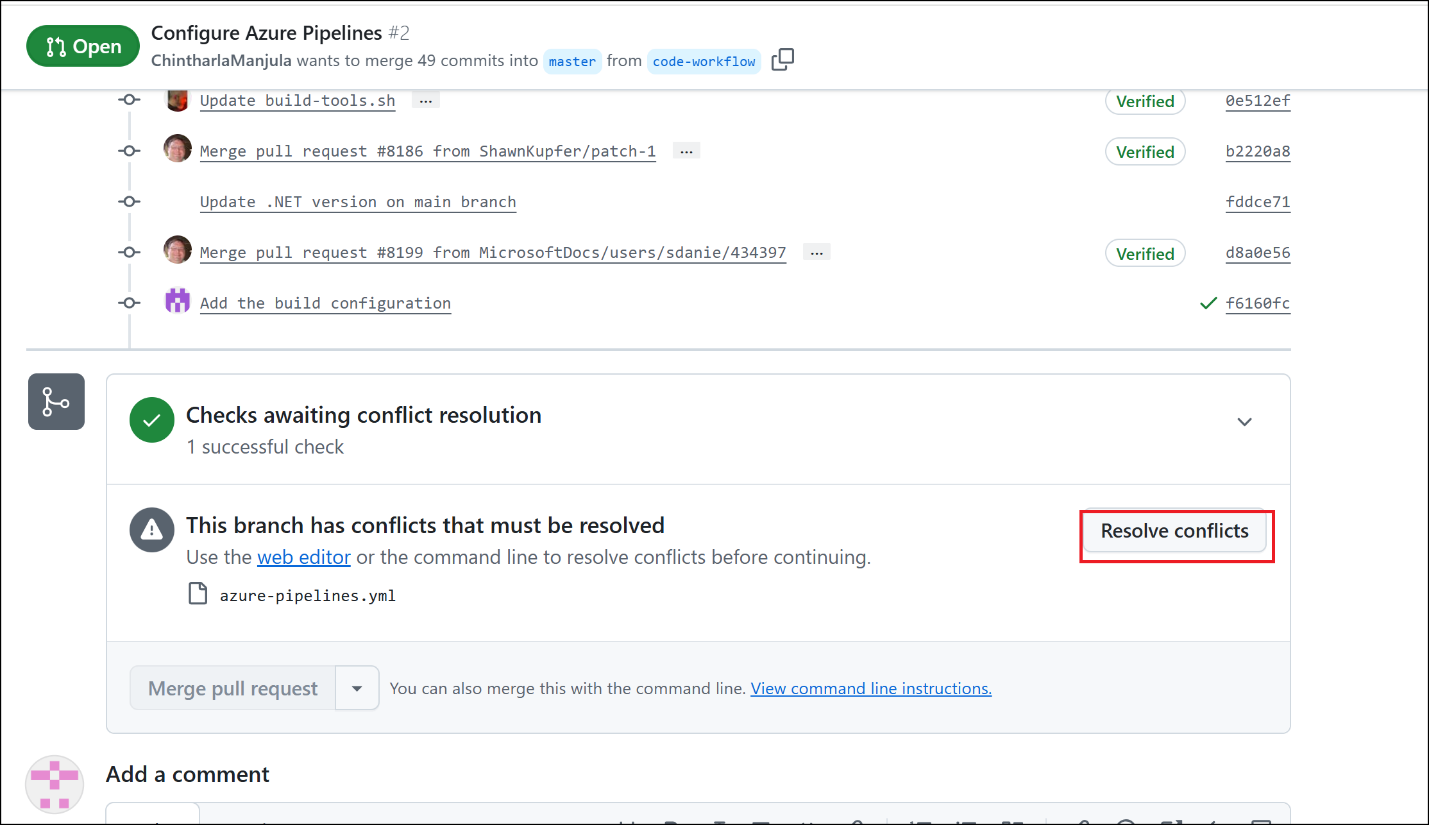 Open
Configure Azure Pipelines #2
ChintharlaManjula wants to merge 49 commits into master from code-workflow
Update build-tools.sh ... Verified 0e512ef
Merge pull request #8186 from ShawnKupfer/patch-1 ... Verified b2220a8
Update .NET version on main branch fddce71
Merge pull request #8199 from MicrosoftDocs/users/sdanie/434397 ... Verified d8a0e56
Add the build configuration f6160fc
Checks awaiting conflict resolution
1 successful check
This branch has conflicts that must be resolved
Resolve conflicts
Use the web editor or the command line to resolve conflicts before continuing.
azure-pipelines.yml
Merge pull request
You can also merge this with the command line. View command line instructions.
Add a comment